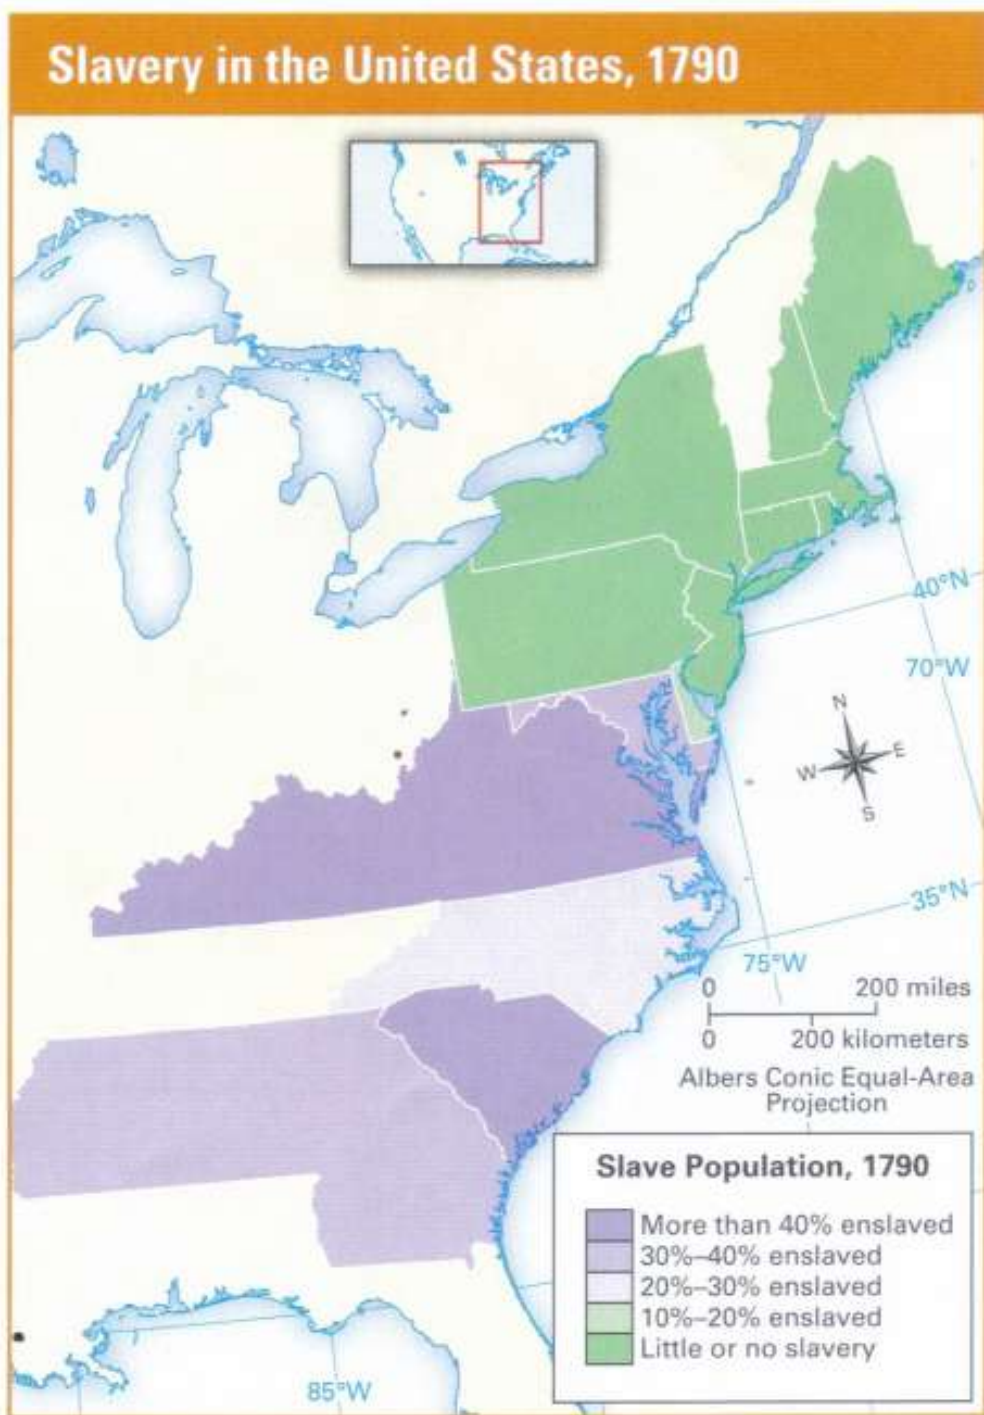 Slavery in the United States, 1790
40°N
70°W
N
W
E
S
35°N
75°W
0 200 miles
0 200 kilometers
Albers Conic Equal-Area
Projection
Slave Population, 1790
More than 40% enslaved
30%–40% enslaved
20%–30% enslaved
10%–20% enslaved
Little or no slavery
85°W